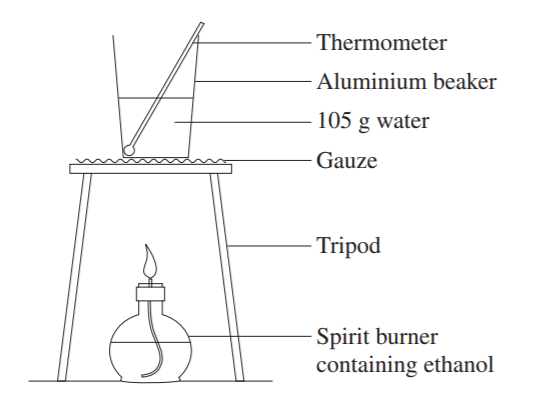 Thermometer
Aluminium beaker
105 g water
Gauze
Tripod
Spirit burner
containing ethanol